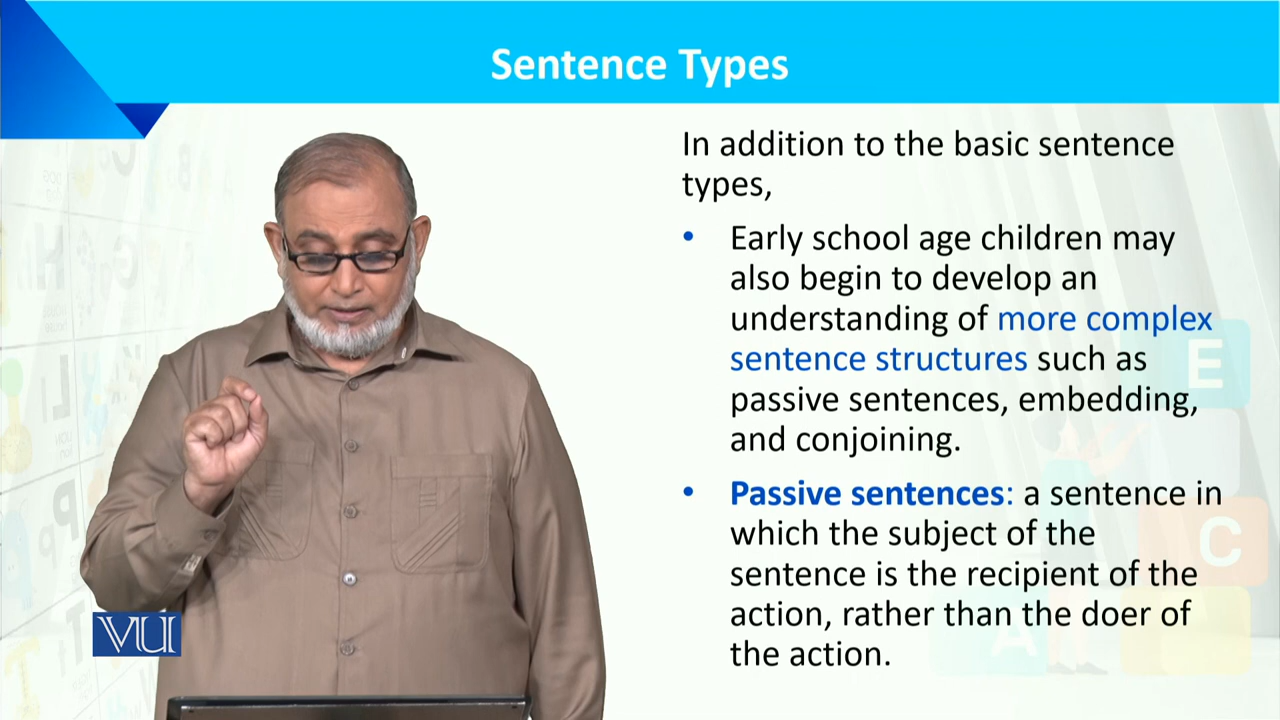 Sentence Types
In addition to the basic sentence
types,
• Early school age children may
also begin to develop an
understanding of more complex
sentence structures such as
passive sentences, embedding,
and conjoining.
• Passive sentences: a sentence in
which the subject of the
sentence is the recipient of the
action, rather than the doer of
the action.
VU
E
C
A